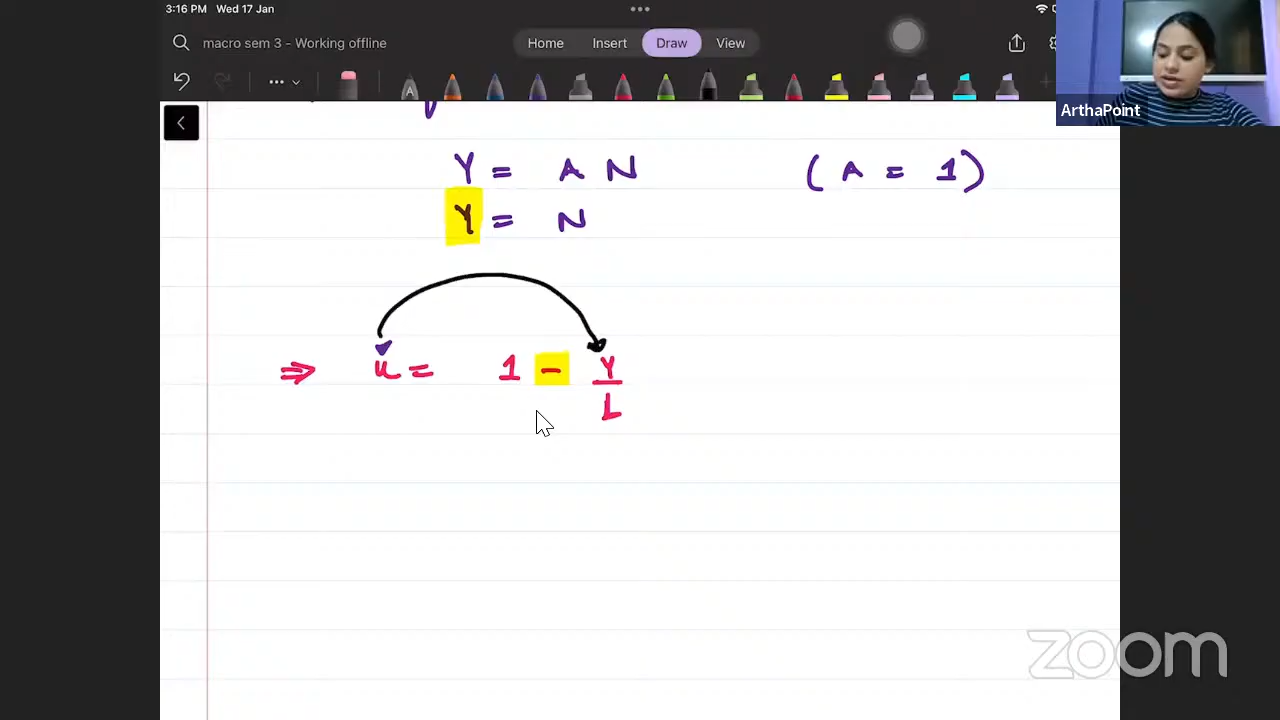 3:16 PM Wed 17 Jan
macro sem 3 - Working offline
Home Insert Draw View
A
ArthaPoint
Y = A N (A = 1)
Y = N
⇒ u = 1 - Y/L
zoom